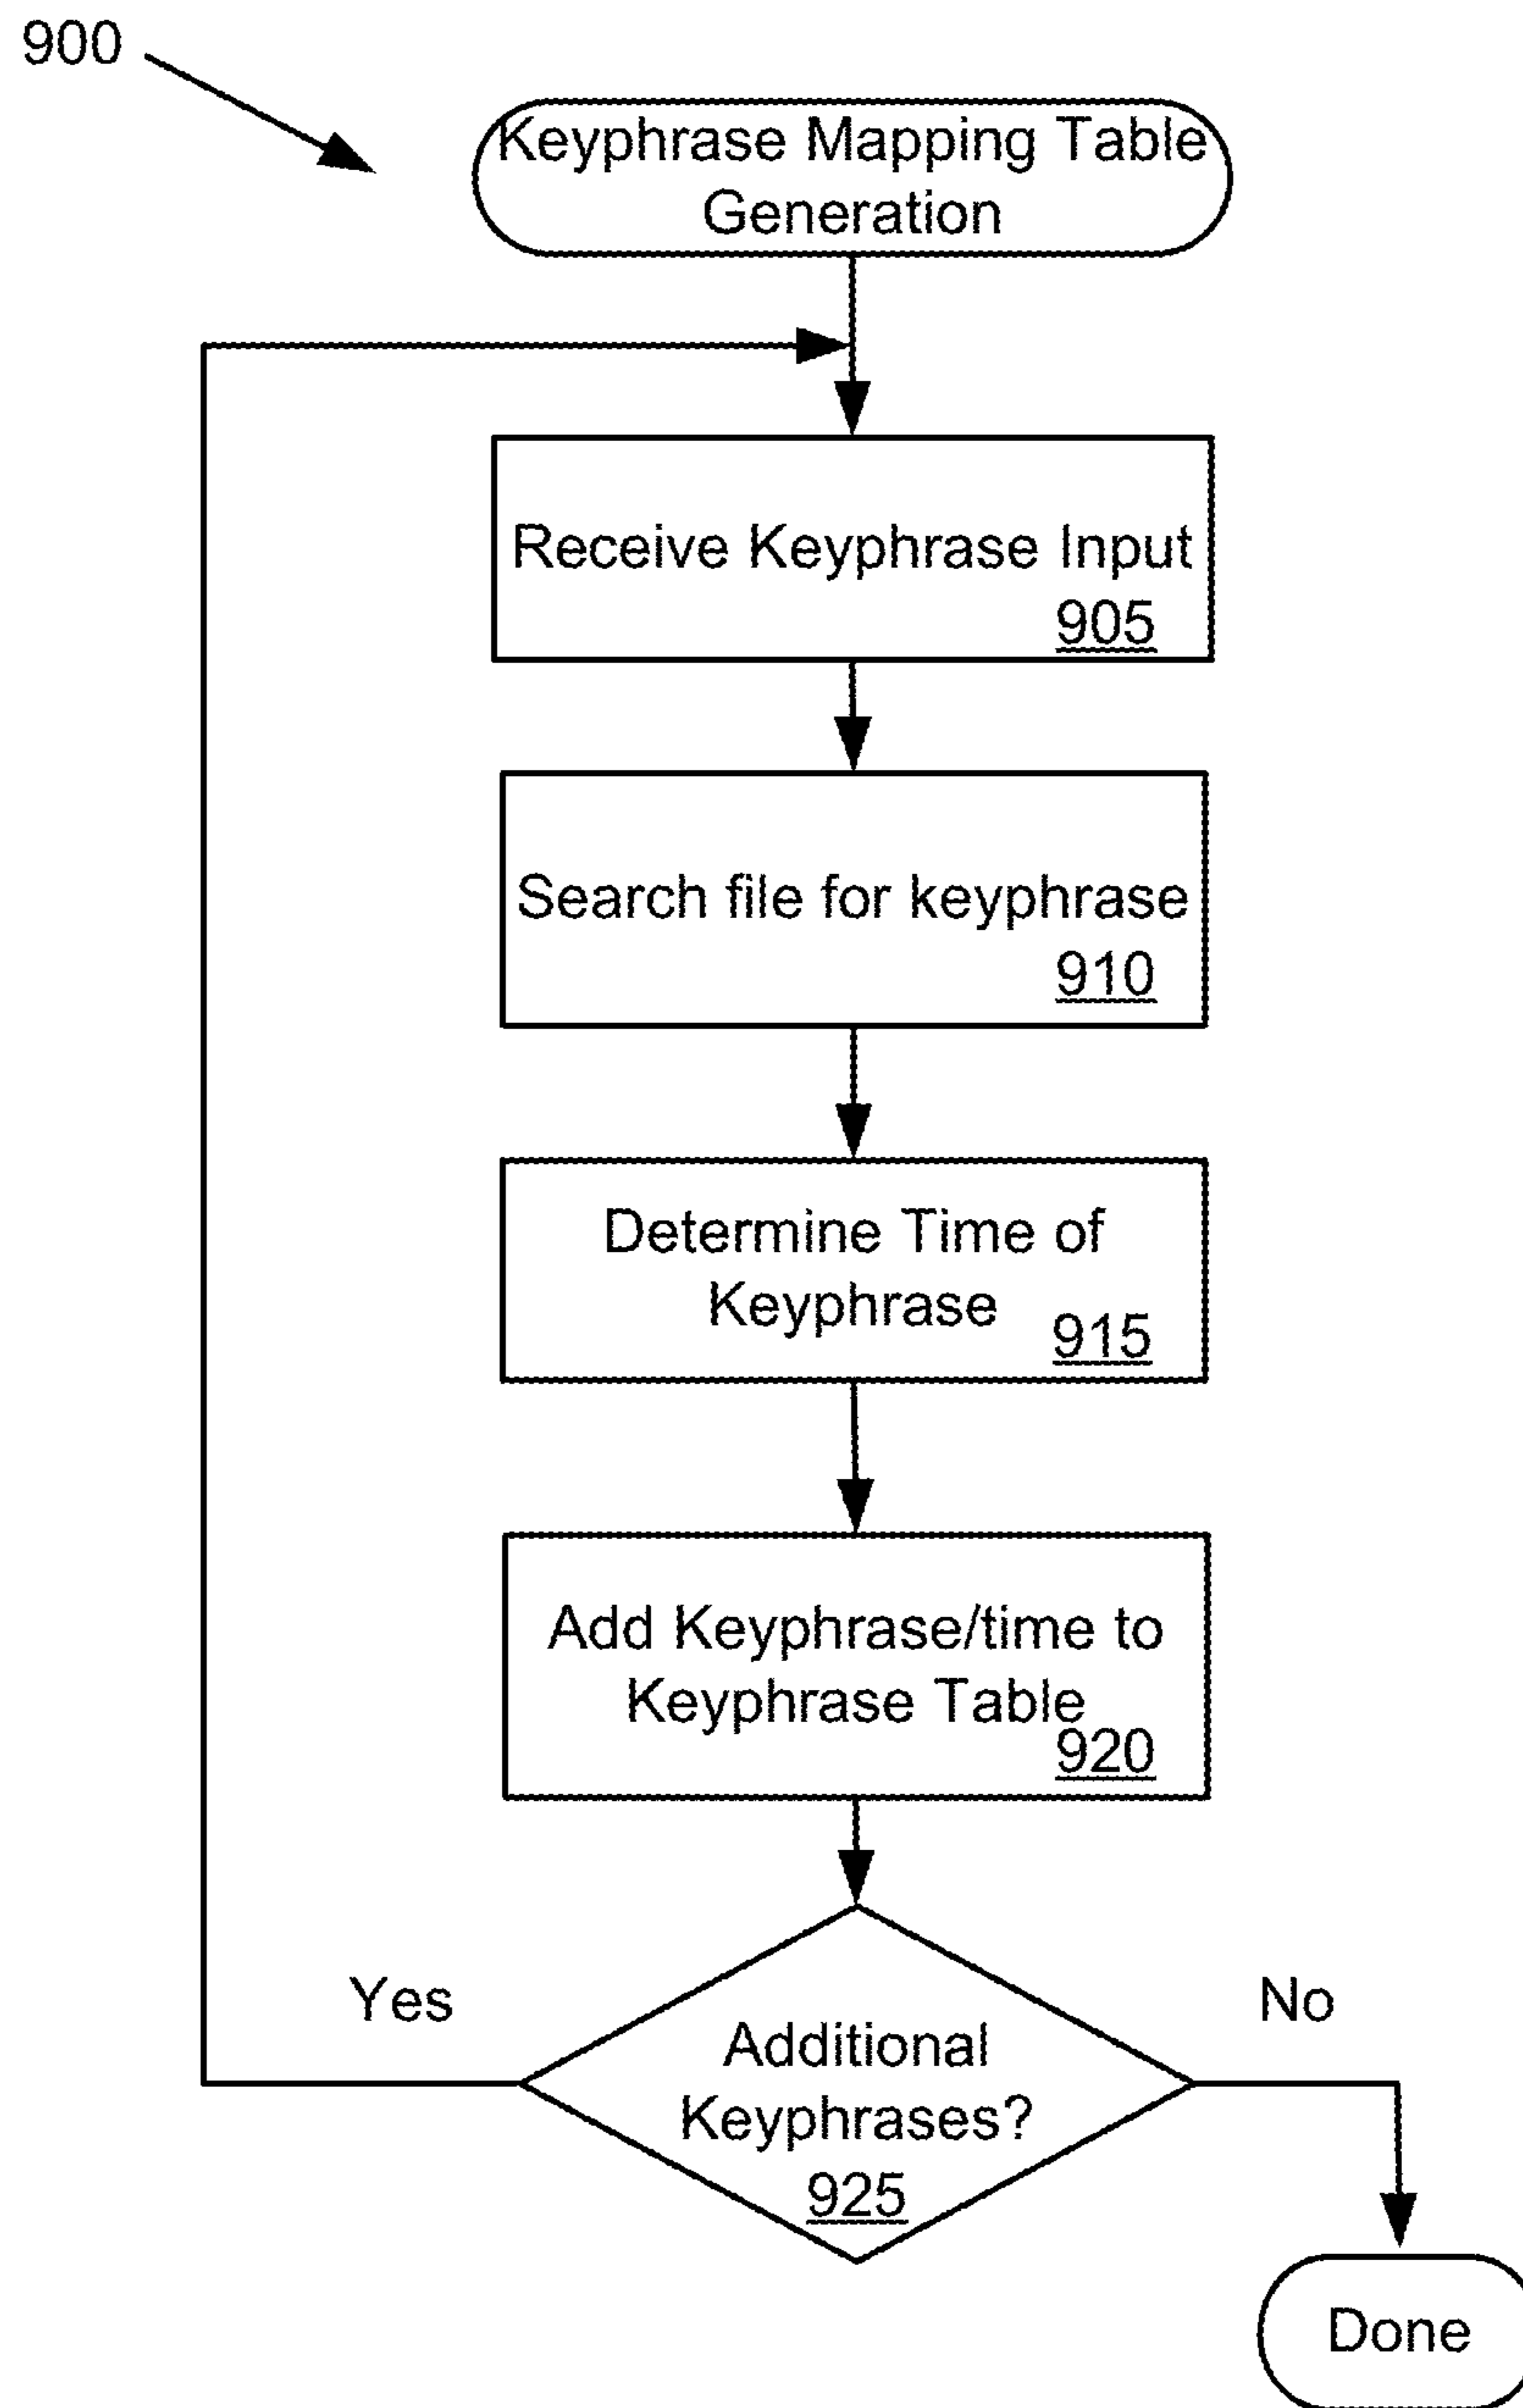 900
Keyphrase Mapping Table
Generation
Receive Keyphrase Input
905
Search file for keyphrase
910
Determine Time of
Keyphrase
915
Add Keyphrase/time to
Keyphrase Table
920
Yes
No
Additional
Keyphrases?
925
Done